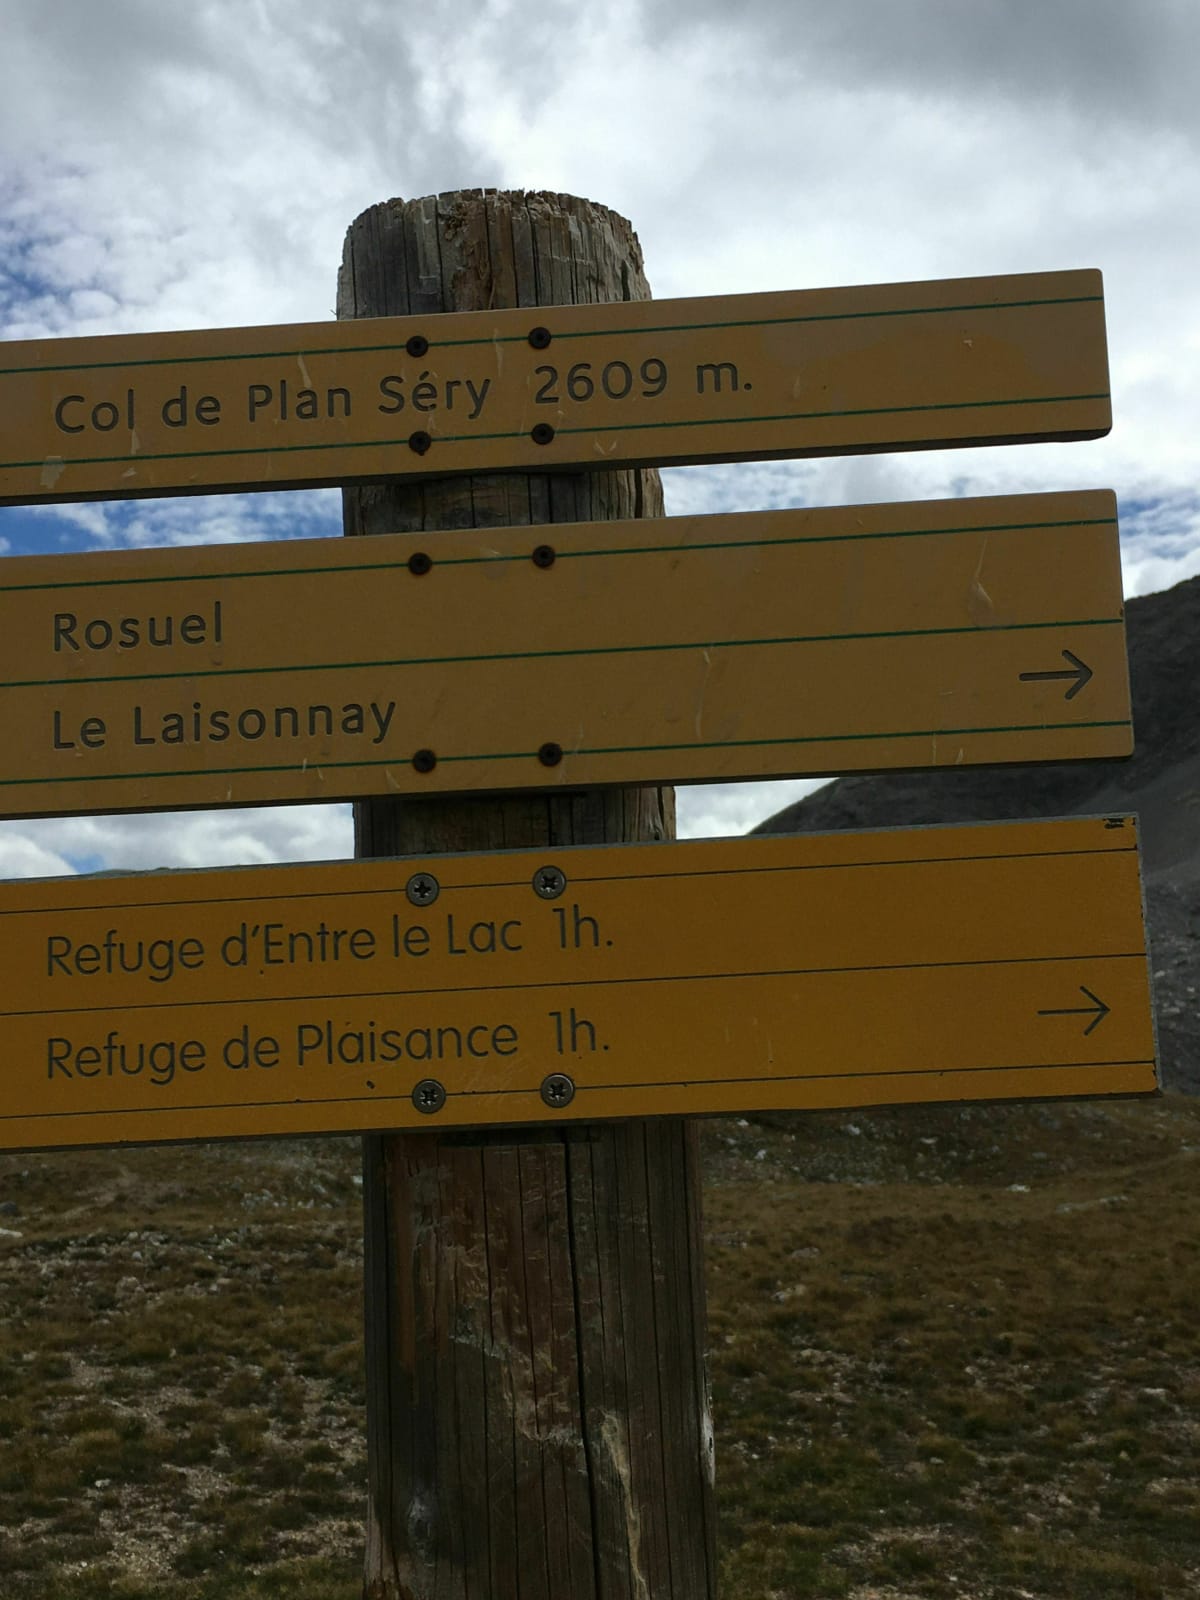 Col de Plan Séry 2609 m.
Rosuel
Le Laisonnay →
Refuge d'Entre le Lac 1h.
Refuge de Plaisance 1h. →